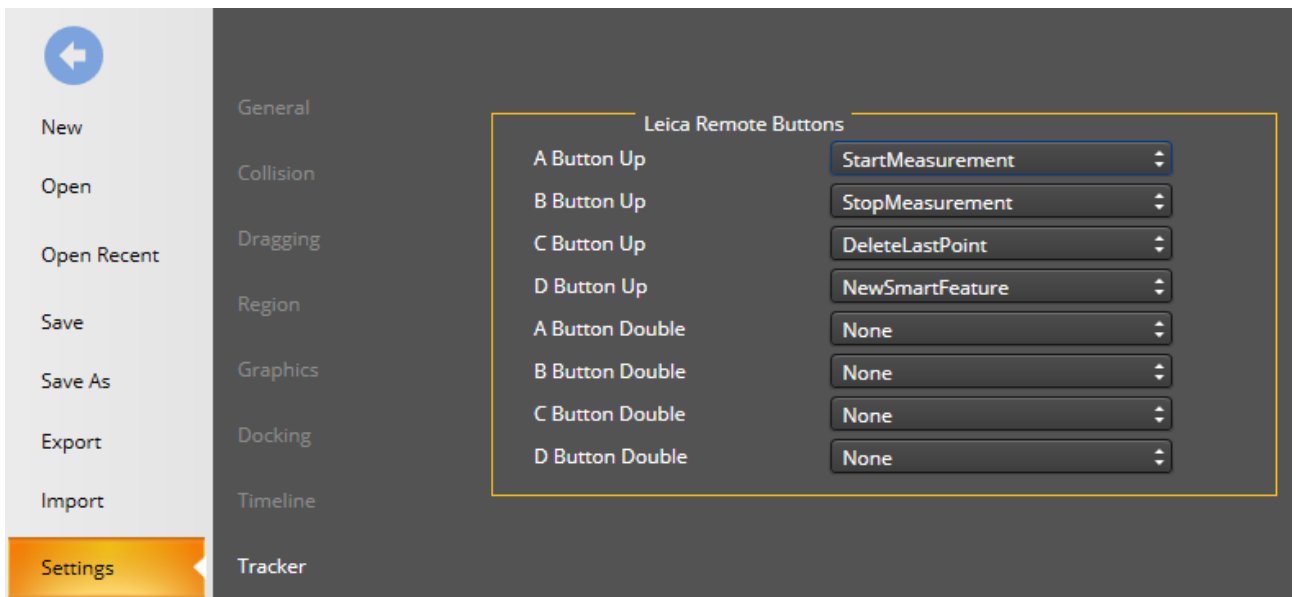 New
Open
Open Recent
Save
Save As
Export
Import
Settings
General
Collision
Dragging
Region
Graphics
Docking
Timeline
Tracker
Leica Remote Buttons
A Button Up StartMeasurement
B Button Up StopMeasurement
C Button Up DeleteLastPoint
D Button Up NewSmartFeature
A Button Double None
B Button Double None
C Button Double None
D Button Double None